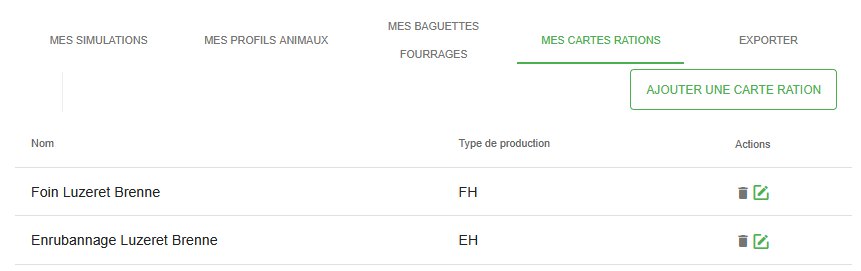 MES SIMULATIONS
MES PROFILS ANIMAUX
MES BAGUETTES
FOURRAGES
MES CARTES RATIONS
EXPORTER
AJOUTER UNE CARTE RATION
Nom Type de production Actions
Foin Luzeret Brenne FH
Enrubannage Luzeret Brenne EH